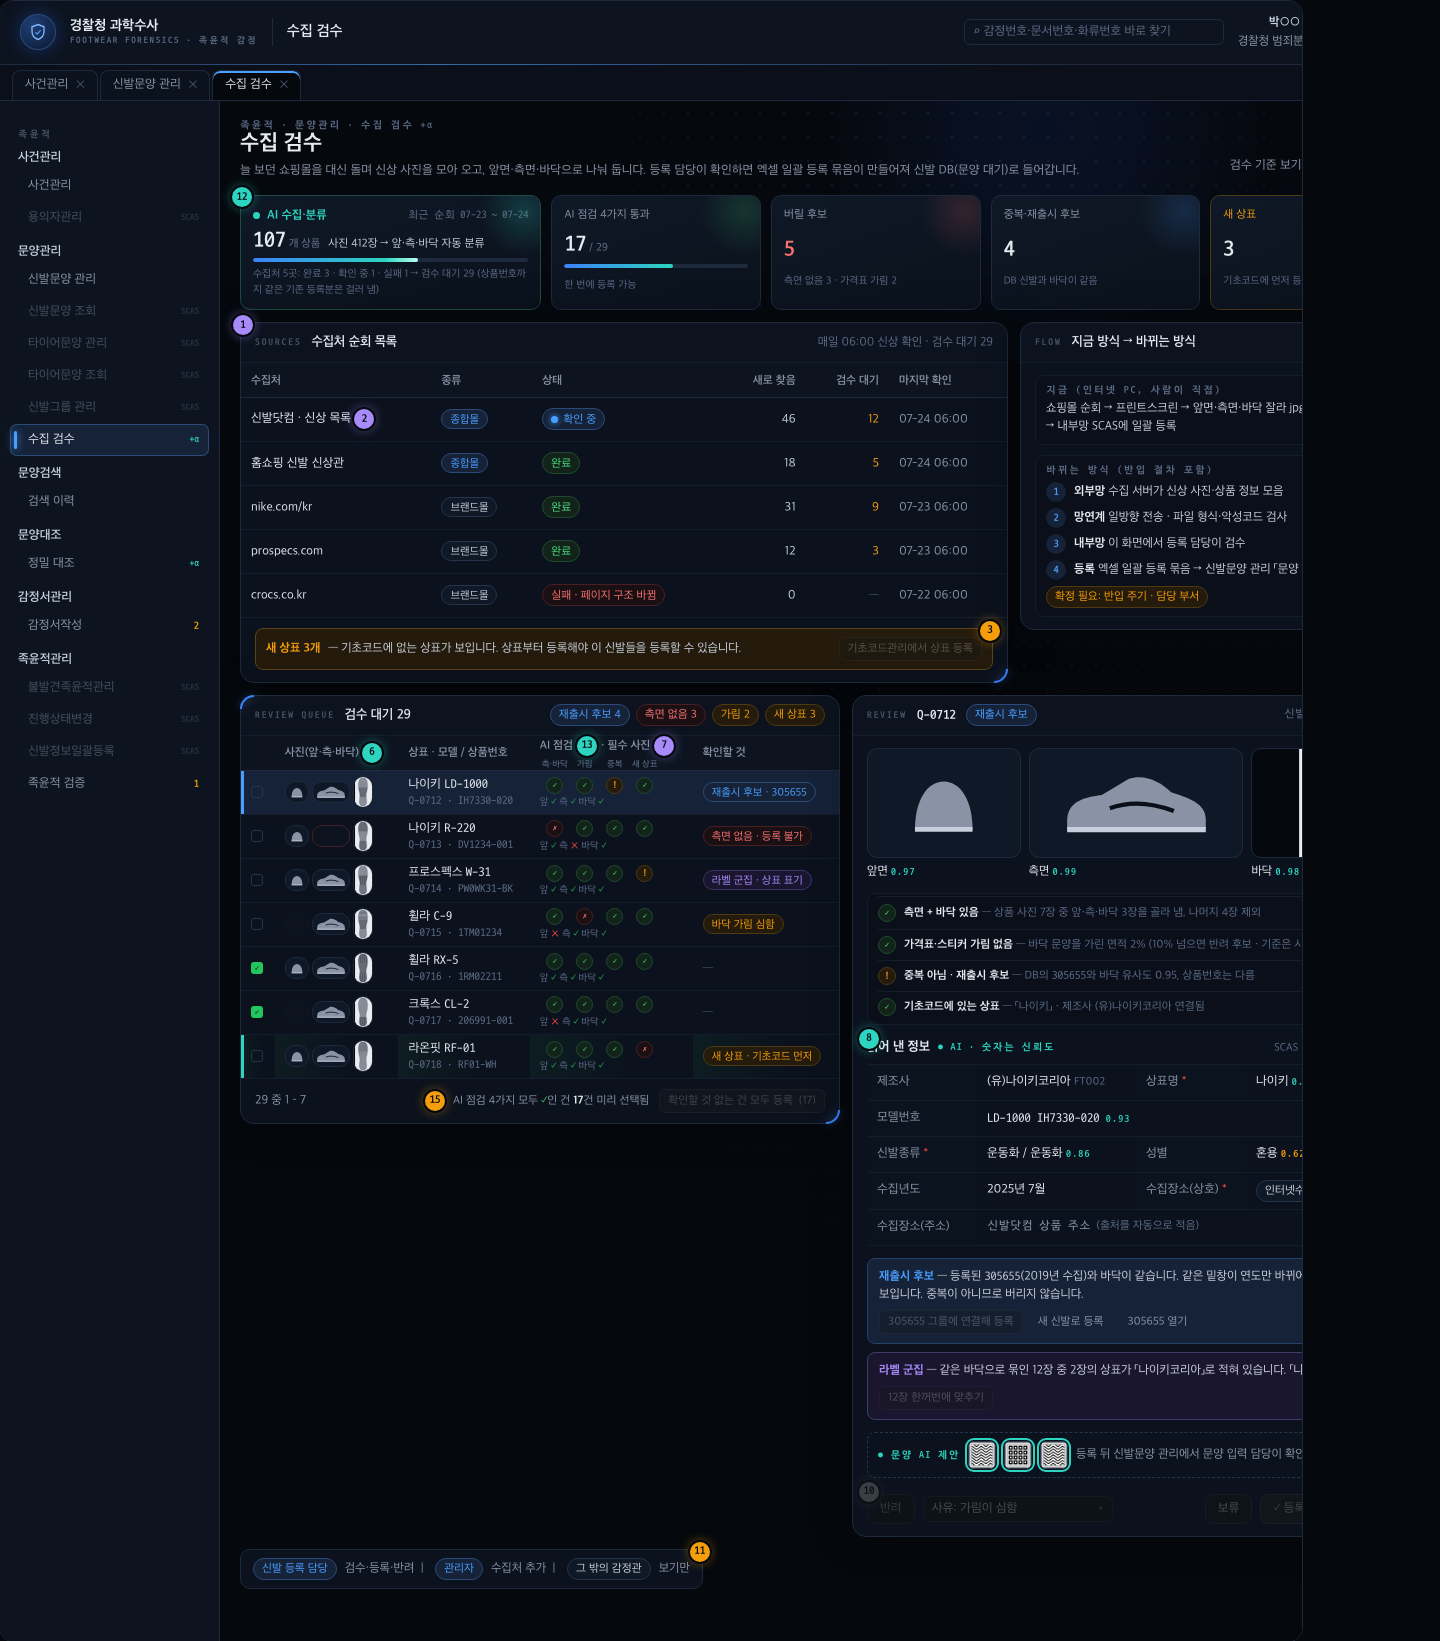 경찰청 과학수사
FOOTWEAR FORENSICS · 족윤적 감정
수집 검수
감정번호·문서번호·화류번호 바로 찾기
박○○
경찰청 범죄분
사건관리 ×
신발문양 관리 ×
수집 검수 ×
족윤적
사건관리
사건관리
용의자관리 SCAS
문양관리
신발문양 관리
신발문양 조회 SCAS
타이어문양 관리 SCAS
타이어문양 조회 SCAS
신발그룹 관리 SCAS
수집 검수 +α
문양검색
검색 이력
문양대조
정밀 대조 +α
감정서관리
감정서작성 2
족윤적관리
불발견족윤적관리 SCAS
진행상태변경 SCAS
신발정보일괄등록 SCAS
족윤적 검증 1
족윤적 · 문양관리 · 수집 검수 +α
수집 검수
늘 보던 쇼핑몰을 대신 돌며 신상 사진을 모아 오고, 앞면·측면·바닥으로 나눠 둡니다. 등록 담당이 확인하면 엑셀 일괄 등록 묶음이 만들어져 신발 DB(문양 대기)로 들어갑니다.
검수 기준 보기
12
AI 수집·분류
최근 순회 07-23 ~ 07-24
107 개 상품 사진 412장 → 앞·측·바닥 자동 분류
수집처 5곳: 완료 3 · 확인 중 1 · 실패 1 → 검수 대기 29 (상품번호까
지 같은 기존 등록분은 걸러 냄)
AI 점검 4가지 통과
17 / 29
한 번에 등록 가능
버릴 후보
5
측면 없음 3 · 가격표 가림 2
중복·재출시 후보
4
DB 신발과 바닥이 같음
새 상표
3
기초코드에 먼저 등
1
SOURCES 수집처 순회 목록
매일 06:00 신상 확인 · 검수 대기 29
수집처 종류 상태 새로 찾음 검수 대기 마지막 확인
신발닷컴 · 신상 목록 2 종합몰 확인 중 46 12 07-24 06:00
홈쇼핑 신발 신상관 종합몰 완료 18 5 07-24 06:00
nike.com/kr 브랜드몰 완료 31 9 07-23 06:00
prospecs.com 브랜드몰 완료 12 3 07-23 06:00
crocs.co.kr 브랜드몰 실패 · 페이지 구조 바뀜 0 — 07-22 06:00
3
새 상표 3개 — 기초코드에 없는 상표가 보입니다. 상표부터 등록해야 이 신발들을 등록할 수 있습니다.
기초코드관리에서 상표 등록
FLOW 지금 방식 → 바뀌는 방식
지금 (인터넷 PC, 사람이 직접)
쇼핑몰 순회 → 프린트스크린 → 앞면·측면·바닥 잘라 jpg
→ 내부망 SCAS에 일괄 등록
바뀌는 방식 (반입 절차 포함)
1 외부망 수집 서버가 신상 사진·상품 정보 모음
2 망연계 일방향 전송 · 파일 형식·악성코드 검사
3 내부망 이 화면에서 등록 담당이 검수
4 등록 엑셀 일괄 등록 묶음 → 신발문양 관리 「문양
확정 필요: 반입 주기 · 담당 부서
REVIEW QUEUE 검수 대기 29
재출시 후보 4 측면 없음 3 가림 2 새 상표 3
사진(앞·측·바닥) 6 상표 · 모델 / 상품번호 AI 점검 13 · 필수 사진 7 확인할 것
측·바닥 가림 중복 새 상표
나이키 LD-1000 ✓ ✓ ! ✓
Q-0712 · IH7330-020 앞 ✓ 측 ✓ 바닥 ✓
재출시 후보 · 305655
나이키 R-220 ✗ ✓ ✓ ✓
Q-0713 · DV1234-001 앞 ✓ 측 ✕ 바닥 ✓
측면 없음 · 등록 불가
프로스펙스 W-31 ✓ ✓ ✓ !
Q-0714 · PW0WK31-BK 앞 ✓ 측 ✓ 바닥 ✓
라벨 군집 · 상표 표기
휠라 C-9 ✓ ✗ ✓ ✓
Q-0715 · 1TM01234 앞 ✕ 측 ✓ 바닥 ✓
바닥 가림 심함
휠라 RX-5 ✓ ✓ ✓ ✓
Q-0716 · 1RM02211 앞 ✓ 측 ✓ 바닥 ✓
—
크록스 CL-2 ✓ ✓ ✓ ✓
Q-0717 · 206991-001 앞 ✕ 측 ✓ 바닥 ✓
—
라온핏 RF-01 ✓ ✓ ✓ ✗
Q-0718 · RF01-WH 앞 ✓ 측 ✓ 바닥 ✓
새 상표 · 기초코드 먼저
29 중 1 - 7
15 AI 점검 4가지 모두 ✓인 건 17건 미리 선택됨
확인할 것 없는 건 모두 등록 (17)
REVIEW Q-0712 재출시 후보
신발
앞면 0.97
측면 0.99
바닥 0.98
✓ 측면 + 바닥 있음 — 상품 사진 7장 중 앞·측·바닥 3장을 골라 냄, 나머지 4장 제외
✓ 가격표·스티커 가림 없음 — 바닥 문양을 가린 면적 2% (10% 넘으면 반려 후보 · 기준은 시
! 중복 아님 · 재출시 후보 — DB의 305655와 바닥 유사도 0.95, 상품번호는 다름
✓ 기초코드에 있는 상표 — 「나이키」 · 제조사 (유)나이키코리아 연결됨
8
어 낸 정보 AI · 숫자는 신뢰도
SCAS
제조사 (유)나이키코리아 FT002 상표명 * 나이키 0.
모델번호 LD-1000 IH7330-020 0.93
신발종류 * 운동화 / 운동화 0.86 성별 혼용 0.62
수집년도 2025년 7월 수집장소(상호) * 인터넷수
수집장소(주소) 신발닷컴 상품 주소 (출처를 자동으로 적음)
재출시 후보 — 등록된 305655(2019년 수집)와 바닥이 같습니다. 같은 밑창이 연도만 바뀌어
보입니다. 중복이 아니므로 버리지 않습니다.
305655 그룹에 연결해 등록 새 신발로 등록 305655 열기
라벨 군집 — 같은 바닥으로 묶인 12장 중 2장의 상표가 「나이키코리아」로 적혀 있습니다. 「나
12장 한꺼번에 맞추기
문양 AI 제안
등록 뒤 신발문양 관리에서 문양 입력 담당이 확인
10
반려
사유: 가림이 심함
보류
✓ 등록
11
신발 등록 담당 검수·등록·반려 | 관리자 수집처 추가 | 그 밖의 감정관 보기만